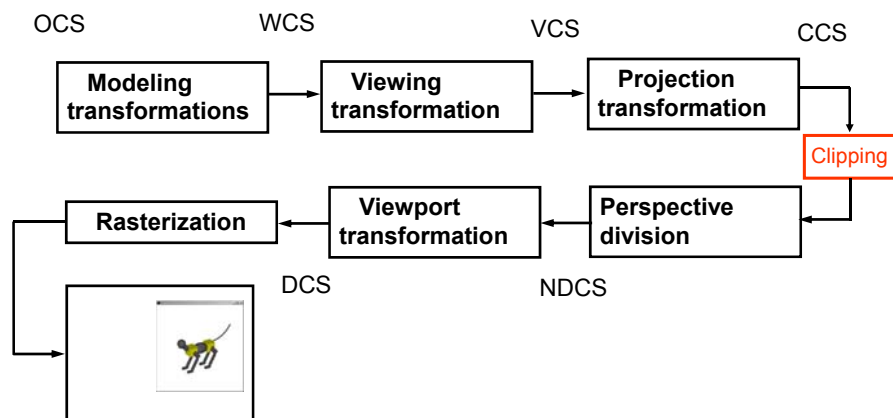 OCS
WCS
VCS
CCS
Modeling
transformations
Viewing
transformation
Projection
transformation
Clipping
Rasterization
Viewport
transformation
Perspective
division
DCS
NDCS